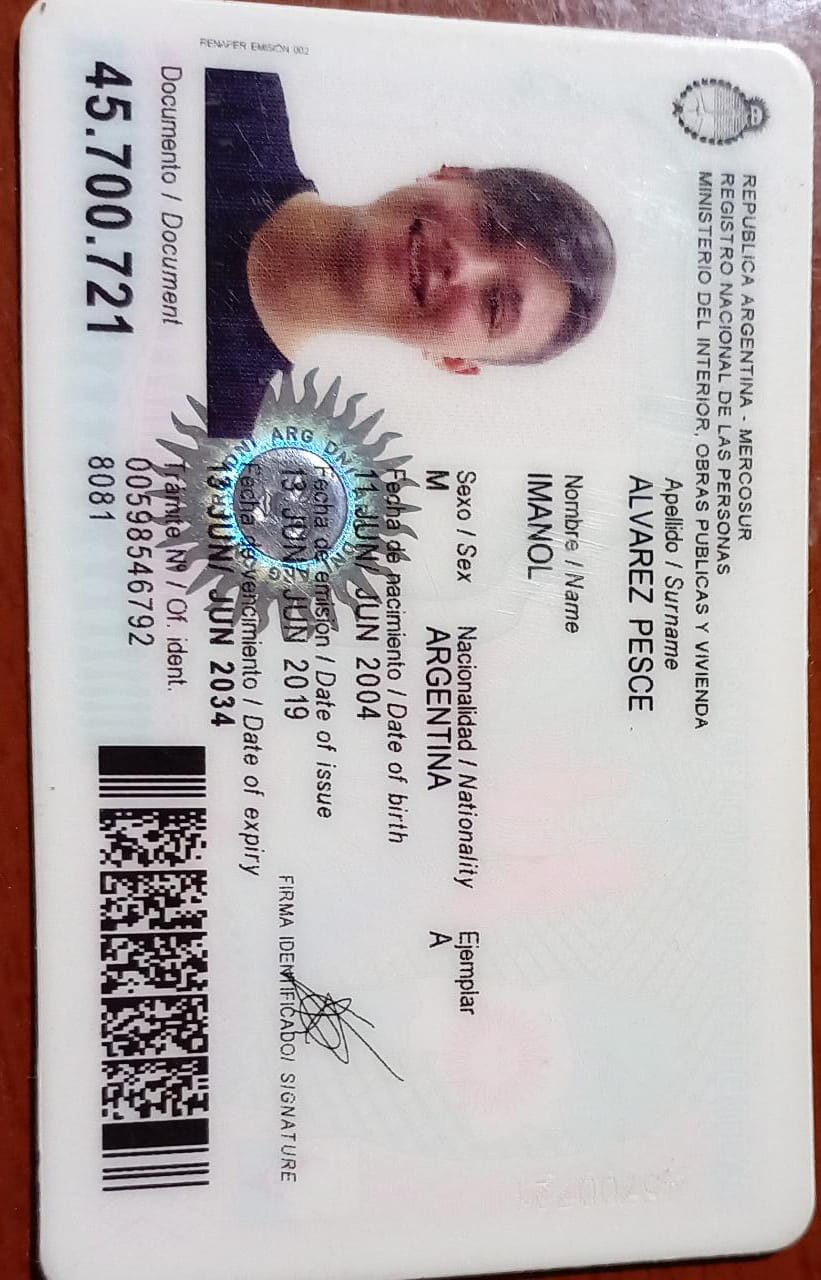 RENAPER EMISION 002
REPUBLICA ARGENTINA - MERCOSUR
REGISTRO NACIONAL DE LAS PERSONAS
MINISTERIO DEL INTERIOR, OBRAS PUBLICAS Y VIVIENDA
Apellido / Surname
ALVAREZ PESCE
Nombre / Name
IMANOL
Sexo / Sex Nacionalidad / Nationality Ejemplar
M ARGENTINA A
Fecha de nacimiento / Date of birth
11 JUN/ JUN 2004
Fecha de emisión / Date of issue
13 JUN/ JUN 2019
Fecha de vencimiento / Date of expiry
13 JUN/ JUN 2034
FIRMA IDENTIFICADO/ SIGNATURE
Documento / Document
45.700.721
Trámite Nº / Of. ident.
00598546792
8081
ARG DNI